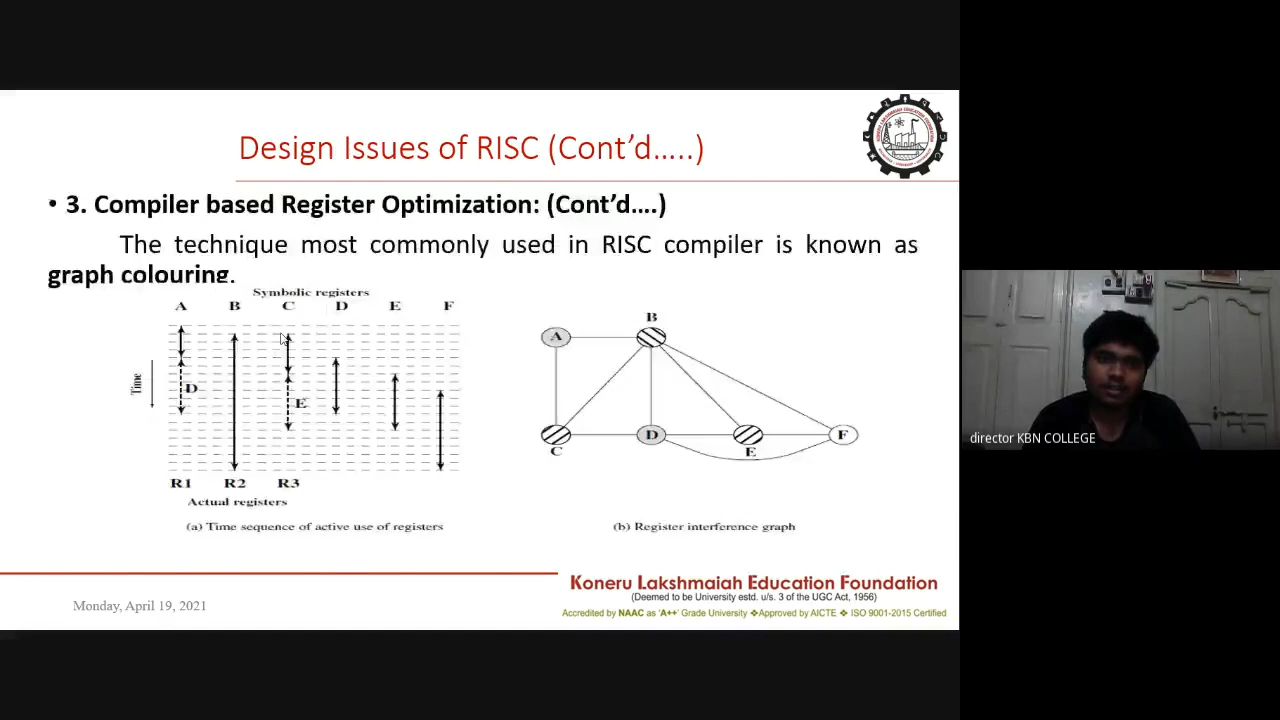 Design Issues of RISC (Cont’d…..)
• 3. Compiler based Register Optimization: (Cont’d….)
The technique most commonly used in RISC compiler is known as
graph colouring.
Symbolic registers
A B C D E F
Time
D
E
R1 R2 R3
Actual registers
(a) Time sequence of active use of registers
B
A
D F
C E
(b) Register interference graph
director KBN COLLEGE
Koneru Lakshmaiah Education Foundation
(Deemed to be University estd. u/s. 3 of the UGC Act, 1956)
Monday, April 19, 2021
Accredited by NAAC as ‘A++’ Grade University ❖Approved by AICTE ❖ ISO 9001-2015 Certified